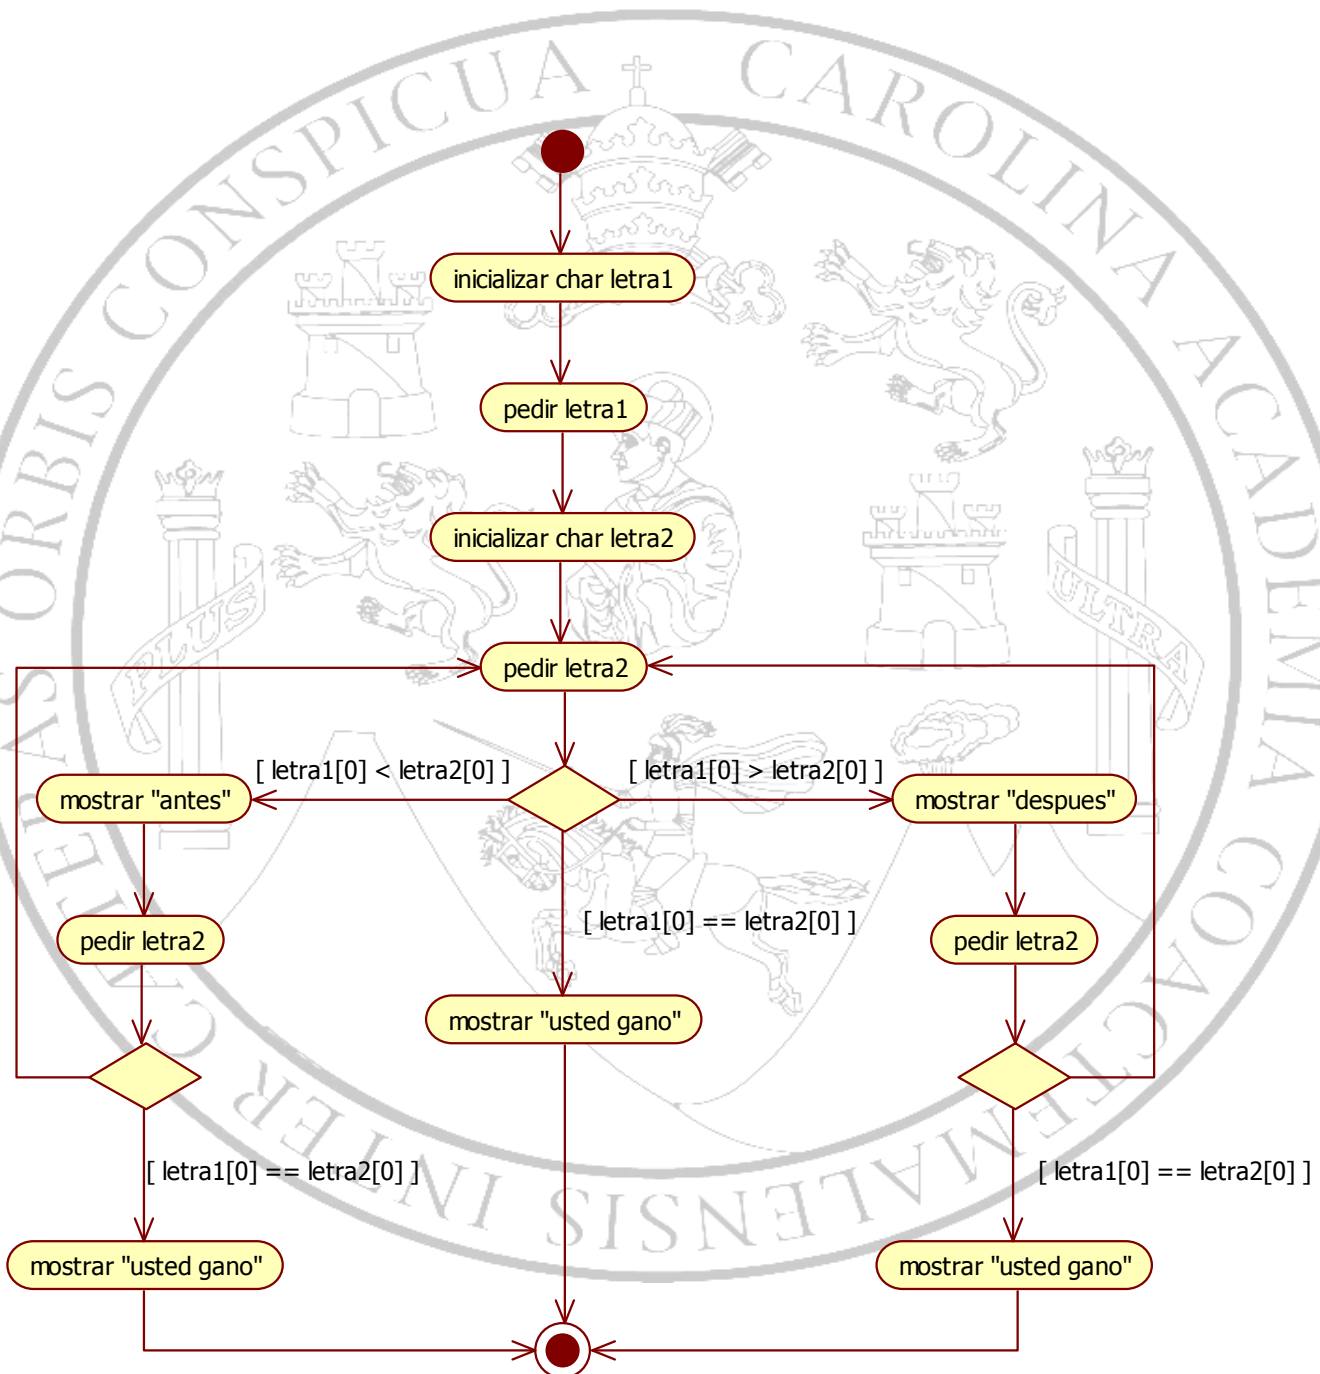 CAROLINA ACADEMIA COACTEMALENSIS INTER CAETERAS ORBIS CONSPICUA
inicializar char letra1
pedir letra1
inicializar char letra2
PLUS
ULTRA
pedir letra2
[ letra1[0] < letra2[0] ]
[ letra1[0] > letra2[0] ]
mostrar "antes"
mostrar "despues"
[ letra1[0] == letra2[0] ]
pedir letra2
pedir letra2
mostrar "usted gano"
[ letra1[0] == letra2[0] ]
[ letra1[0] == letra2[0] ]
mostrar "usted gano"
mostrar "usted gano"